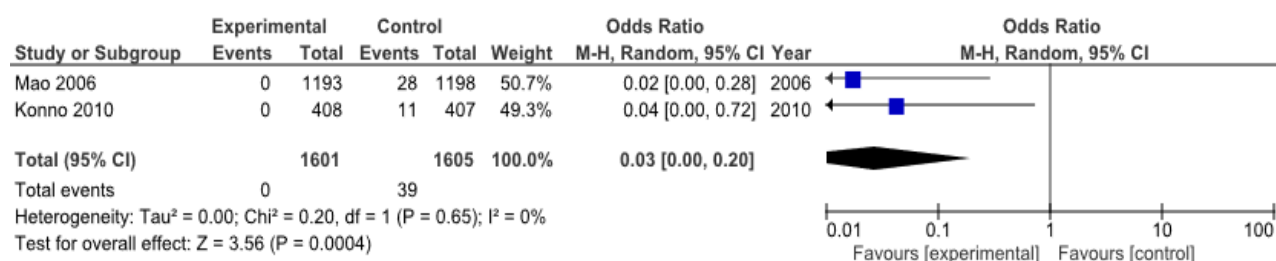 Experimental Control Odds Ratio Odds Ratio
Study or Subgroup Events Total Events Total Weight M-H, Random, 95% CI Year M-H, Random, 95% CI
Mao 2006 0 1193 28 1198 50.7% 0.02 [0.00, 0.28] 2006
Konno 2010 0 408 11 407 49.3% 0.04 [0.00, 0.72] 2010
Total (95% CI) 1601 1605 100.0% 0.03 [0.00, 0.20]
Total events 0 39
Heterogeneity: Tau² = 0.00; Chi² = 0.20, df = 1 (P = 0.65); I² = 0%
Test for overall effect: Z = 3.56 (P = 0.0004)
0.01 0.1 1 10 100
Favours [experimental] Favours [control]